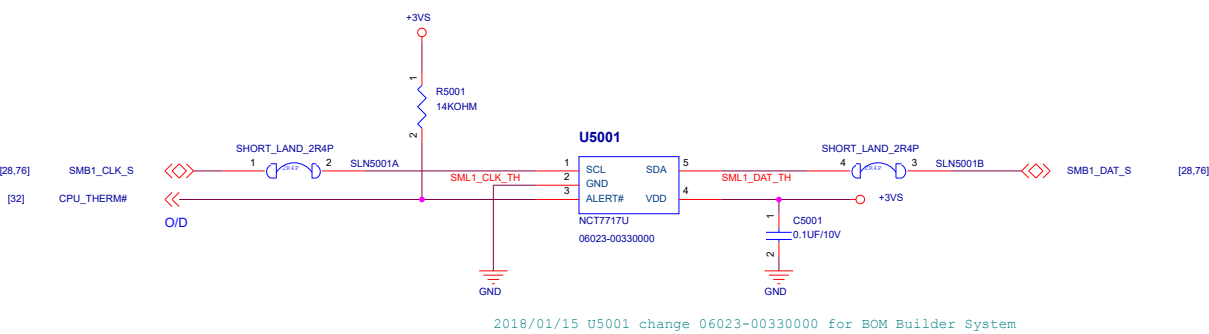 +3VS
1
R5001
14KOHM
2
U5001
SHORT_LAND_2R4P
SHORT_LAND_2R4P
[28,76] SMB1_CLK_S 1 2R4P 2 SLN5001A 1 SCL SDA 5 4 2R4P 3 SLN5001B SMB1_DAT_S [28,76]
SML1_CLK_TH 2 GND SML1_DAT_TH
[32] CPU_THERM# 3 ALERT# VDD 4 +3VS
O/D
NCT7717U
06023-00330000
1
C5001
0.1UF/10V
2
GND
GND
2018/01/15 U5001 change 06023-00330000 for BOM Builder System